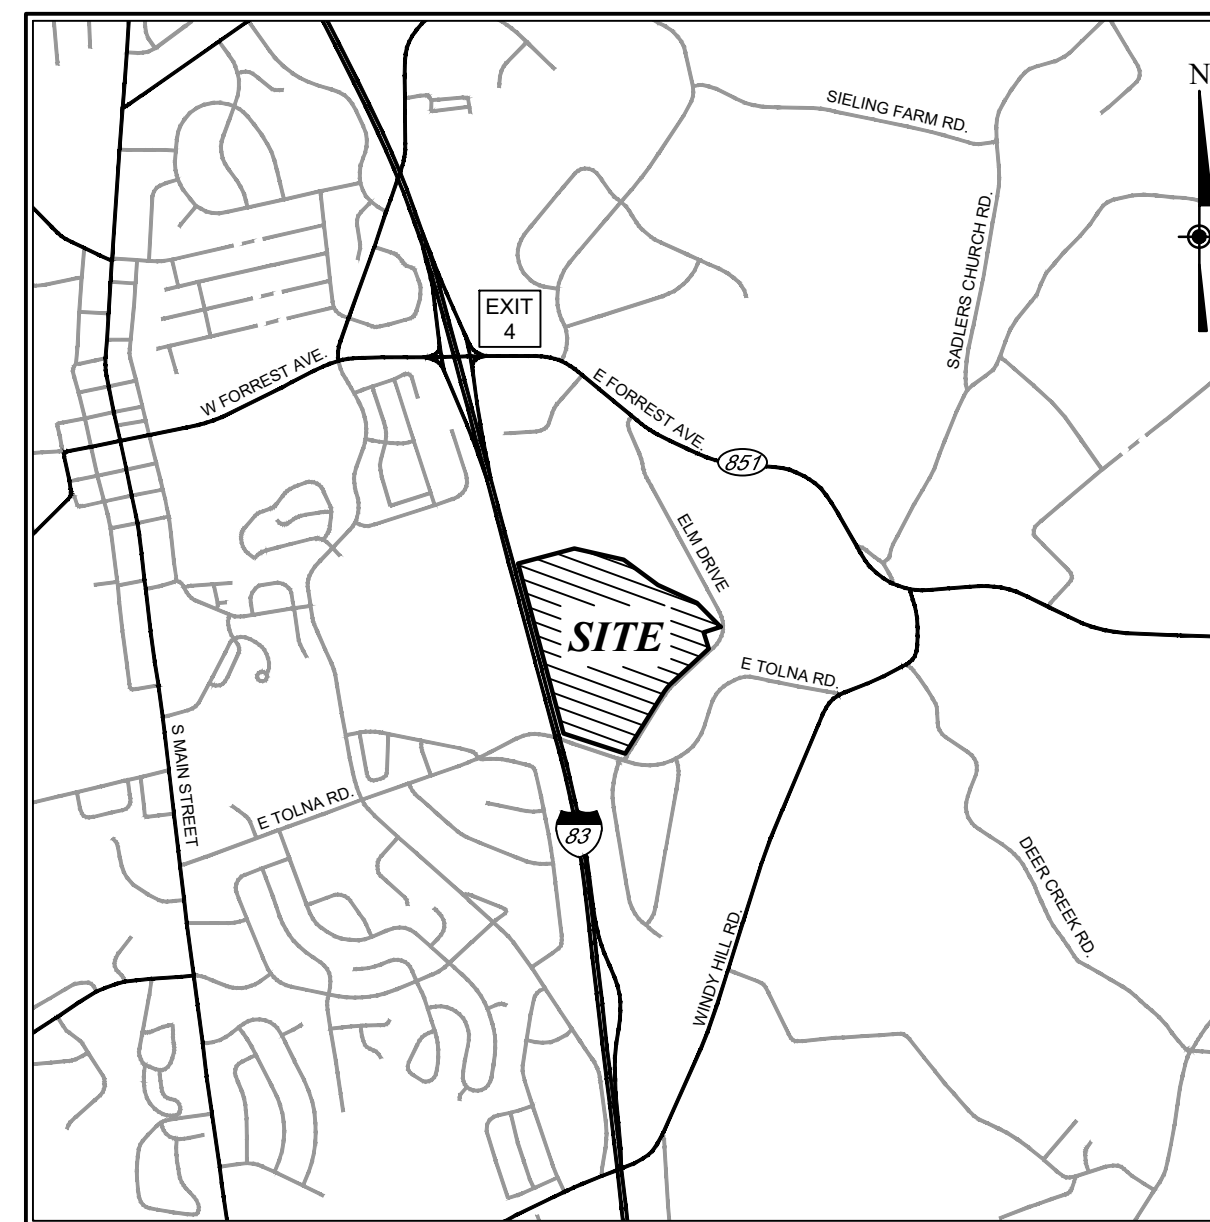 N
SIELING FARM RD.
SADLERS CHURCH RD.
EXIT
4
W FORREST AVE.
E FORREST AVE.
851
ELM DRIVE
SITE
E TOLNA RD.
S MAIN STREET
E TOLNA RD.
83
DEER CREEK RD.
WINDY HILL RD.